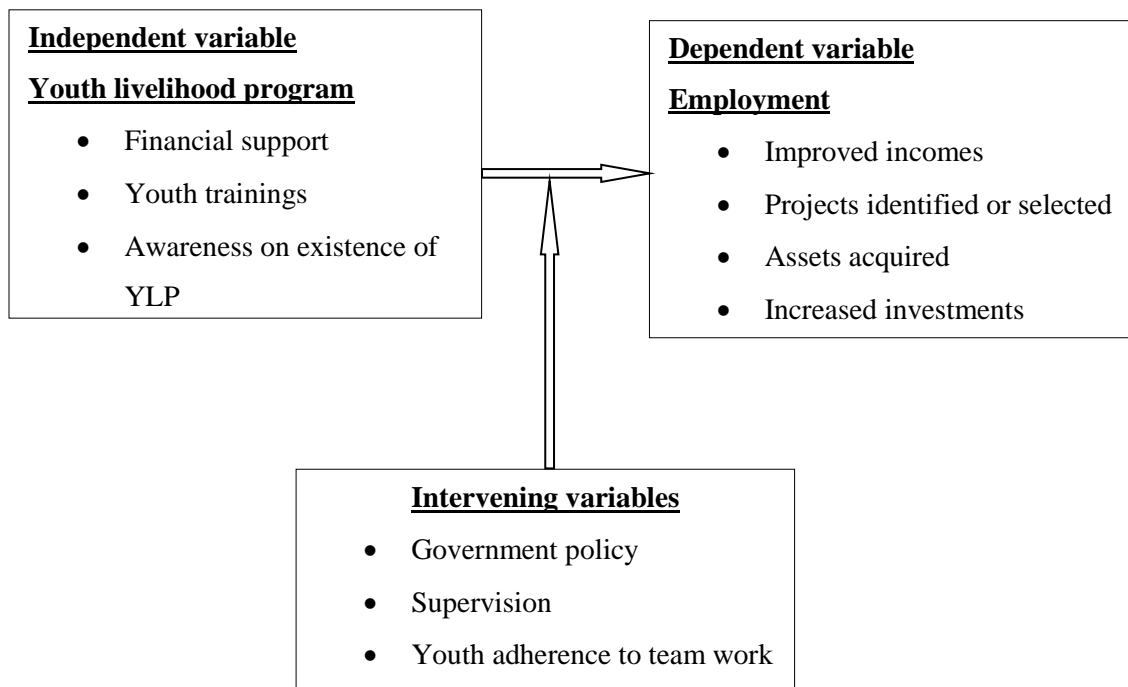 Independent variable
Youth livelihood program
• Financial support
• Youth trainings
• Awareness on existence of
YLP
Dependent variable
Employment
• Improved incomes
• Projects identified or selected
• Assets acquired
• Increased investments
Intervening variables
• Government policy
• Supervision
• Youth adherence to team work